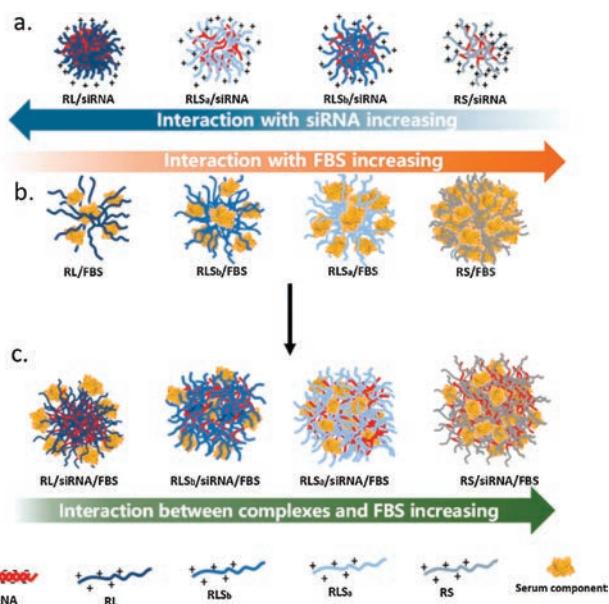 a.
RL/siRNA RLSa/siRNA RLSb/siRNA RS/siRNA
Interaction with siRNA increasing
Interaction with FBS increasing
b.
RL/FBS RLSb/FBS RLSa/FBS RS/FBS
c.
RL/siRNA/FBS RLSb/siRNA/FBS RLSa/siRNA/FBS RS/siRNA/FBS
Interaction between complexes and FBS increasing
NA RL RLSb RLSa RS Serum component